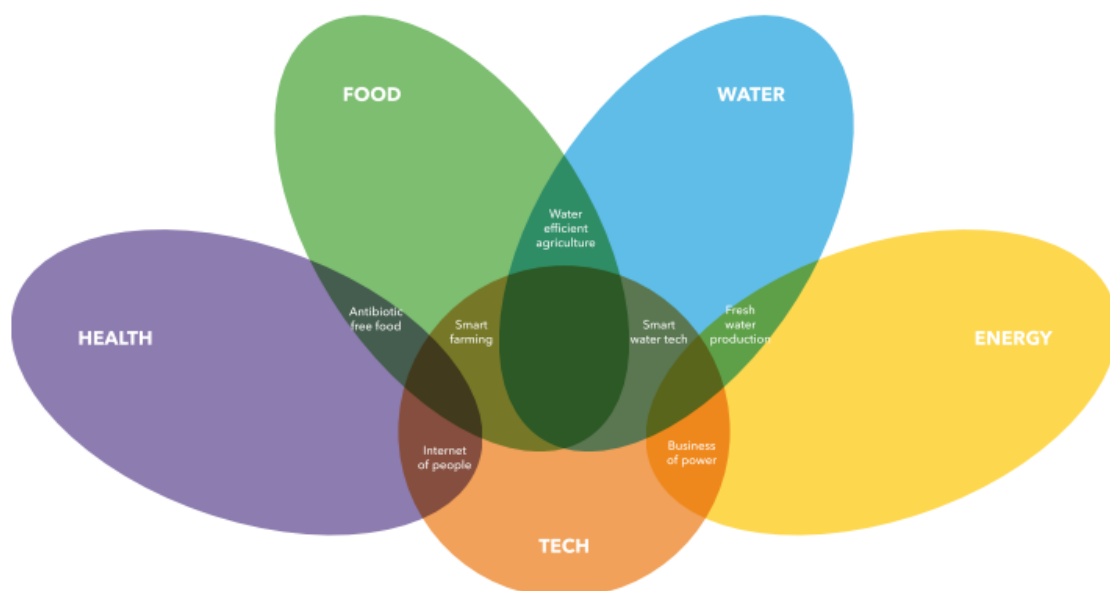 FOOD
WATER
Water
efficient
agriculture
HEALTH
Antibiotic
free food
Smart
farming
Smart
water tech
Fresh
water
production
ENERGY
Internet
of people
Business
of power
TECH